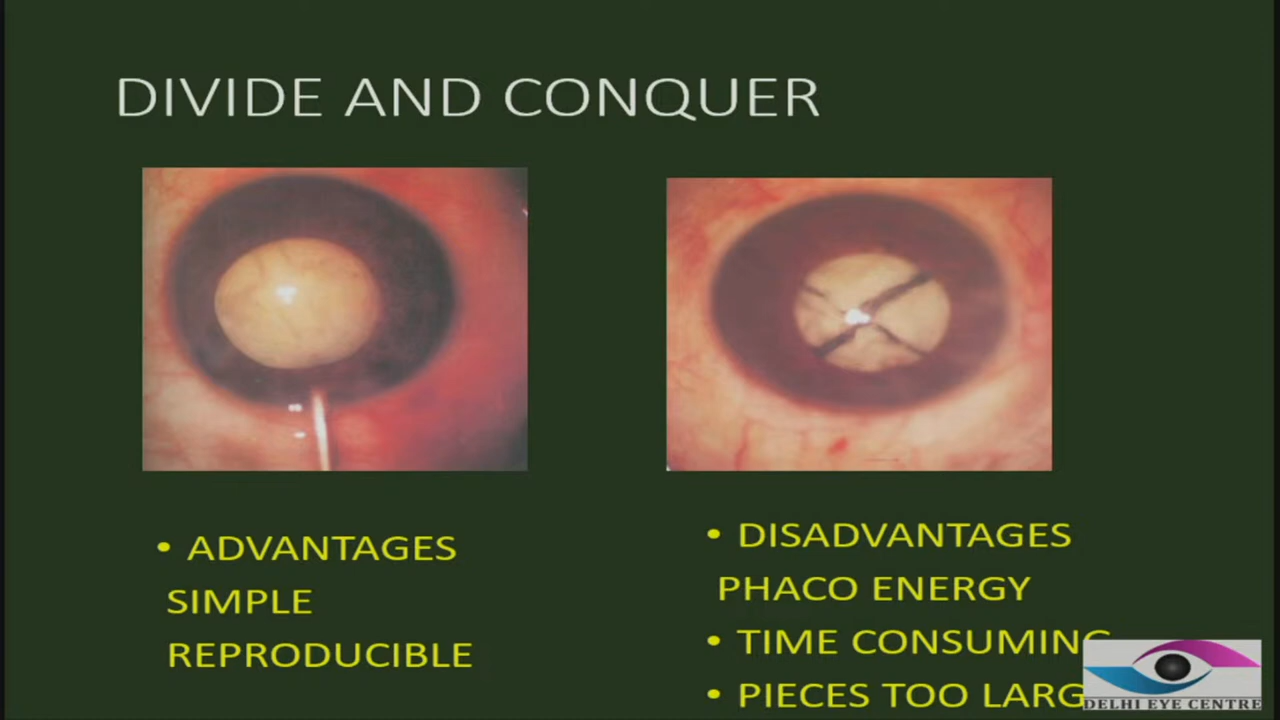 DIVIDE AND CONQUER
• ADVANTAGES
SIMPLE
REPRODUCIBLE
• DISADVANTAGES
PHACO ENERGY
• TIME CONSUMING
• PIECES TOO LARG
DELHI EYE CENTRE